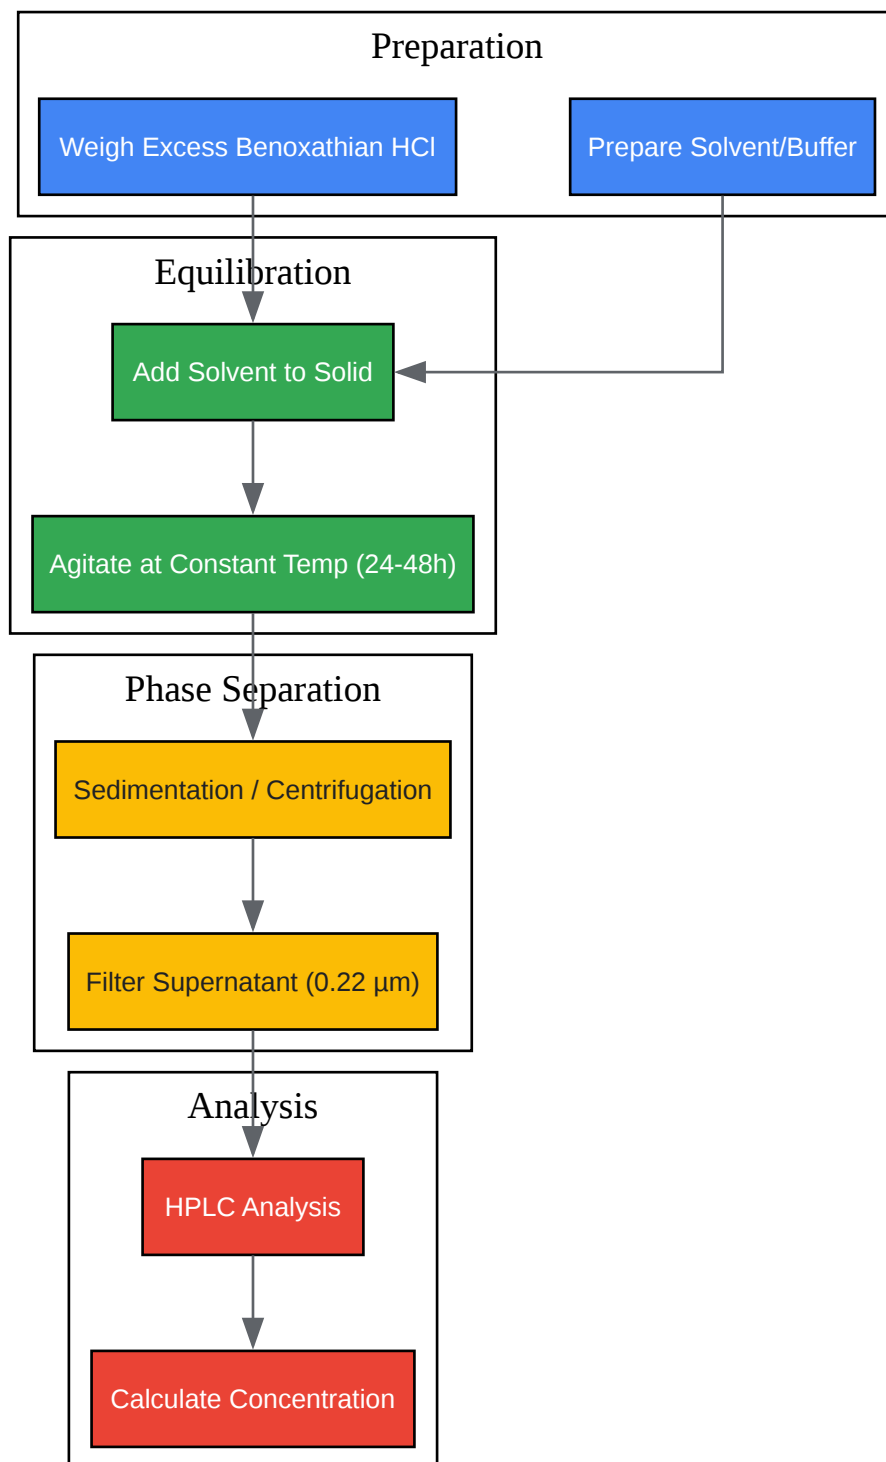 Preparation
Weigh Excess Benoxathian HCl
Prepare Solvent/Buffer
Equilibration
Add Solvent to Solid
Agitate at Constant Temp (24-48h)
Phase Separation
Sedimentation / Centrifugation
Filter Supernatant (0.22 µm)
Analysis
HPLC Analysis
Calculate Concentration